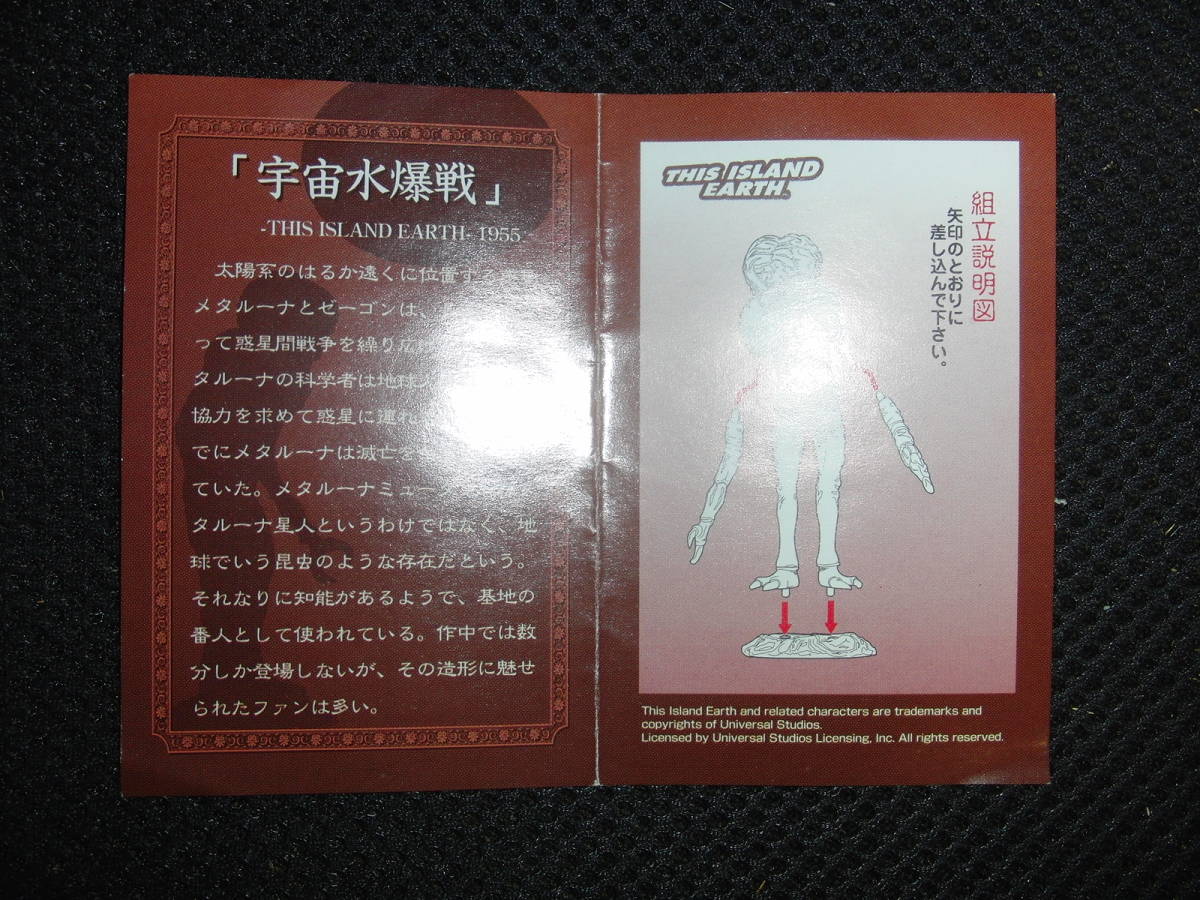 「宇宙水爆戦」
-THIS ISLAND EARTH- 1955
太陽系のはるか遠くに位置する
メタルーナとゼーゴンは、
って惑星間戦争を繰り広げ
タルーナの科学者は地球人
協力を求めて惑星に連れ
でにメタルーナは滅亡を
ていた。メタルーナミュー
タルーナ星人というわけではなく、地
球でいう昆虫のような存在だという。
それなりに知能があるようで、基地の
番人として使われている。作中では数
分しか登場しないが、その造形に魅せ
られたファンは多い。
THIS ISLAND
EARTH
組立説明図
矢印のとおりに
差し込んで下さい。
This Island Earth and related characters are trademarks and
copyrights of Universal Studios.
Licensed by Universal Studios Licensing, Inc. All rights reserved.